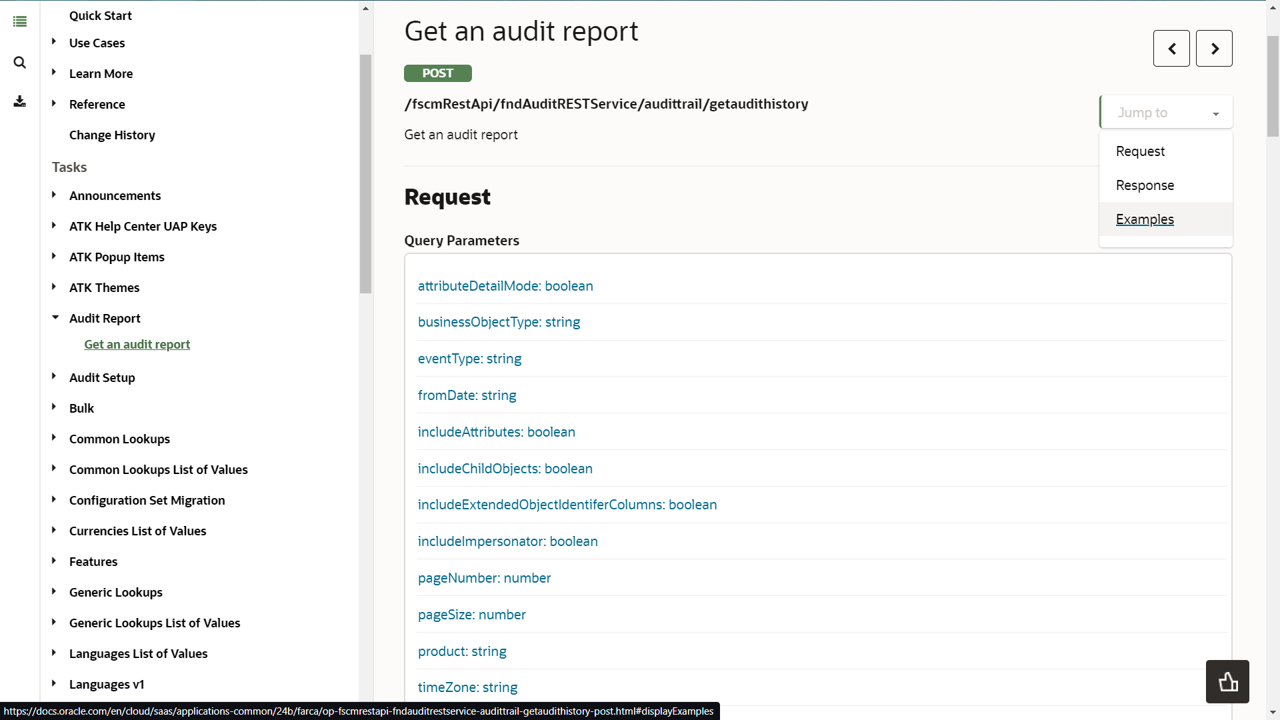 Quick Start
Use Cases
Learn More
Reference
Change History
Tasks
Announcements
ATK Help Center UAP Keys
ATK Popup Items
ATK Themes
Audit Report
Get an audit report
Audit Setup
Bulk
Common Lookups
Common Lookups List of Values
Configuration Set Migration
Currencies List of Values
Features
Generic Lookups
Generic Lookups List of Values
Languages List of Values
Languages v1
Get an audit report
POST
/fscmRestApi/fndAuditRESTService/audittrail/getaudithistory
Get an audit report
Jump to
Request
Response
Examples
Request
Query Parameters
attributeDetailMode: boolean
businessObjectType: string
eventType: string
fromDate: string
includeAttributes: boolean
includeChildObjects: boolean
includeExtendedObjectIdentiferColumns: boolean
includeImpersonator: boolean
pageNumber: number
pageSize: number
product: string
timeZone: string
https://docs.oracle.com/en/cloud/saas/applications-common/24b/farca/op-fscmrestapi-fndauditrestservice-audittrail-getaudithistory-post.html#displayExamples